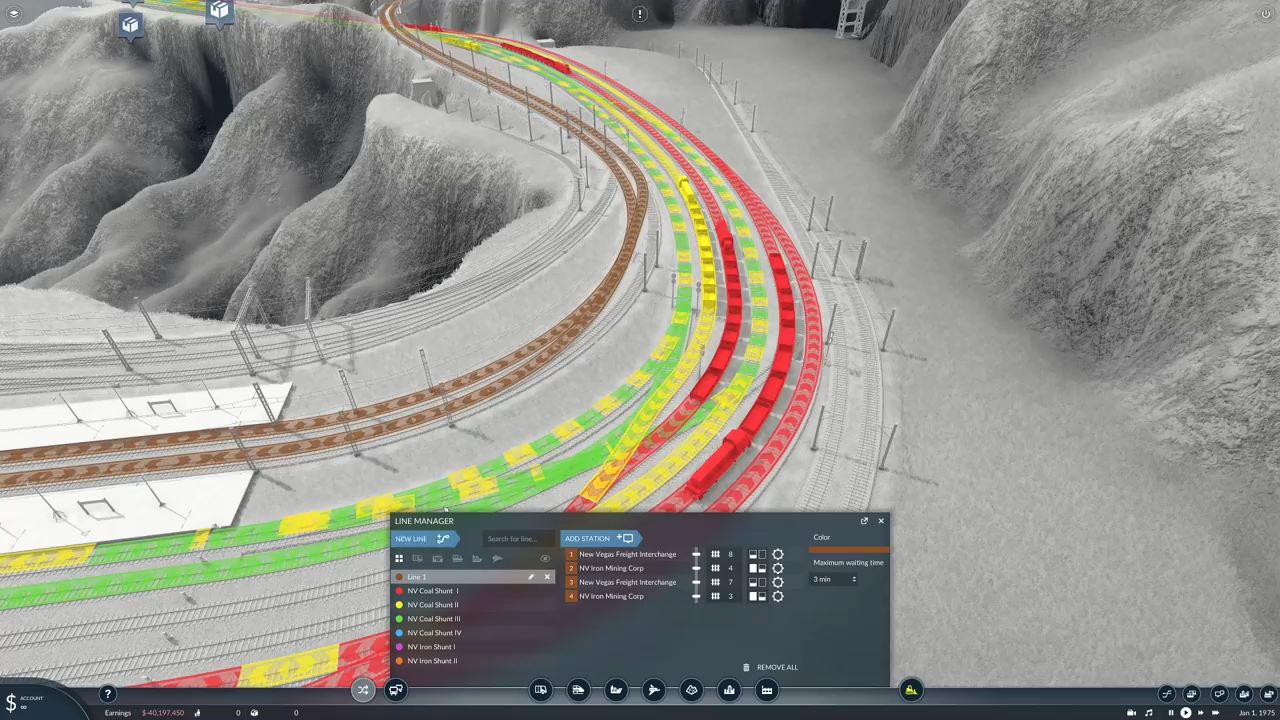 LINE MANAGER
NEW LINE
Search for line...
ADD STATION
Color
Line 1
NV Coal Shunt I
NV Coal Shunt II
NV Coal Shunt III
NV Coal Shunt IV
NV Iron Shunt I
NV Iron Shunt II
1 New Vegas Freight Interchange 8
2 NV Iron Mining Corp 4
3 New Vegas Freight Interchange 7
4 NV Iron Mining Corp 3
Maximum waiting time
3 min
REMOVE ALL
$ ACCOUNT
∞
?
Earnings $-40,197,450 0 0
Jan 1, 1975